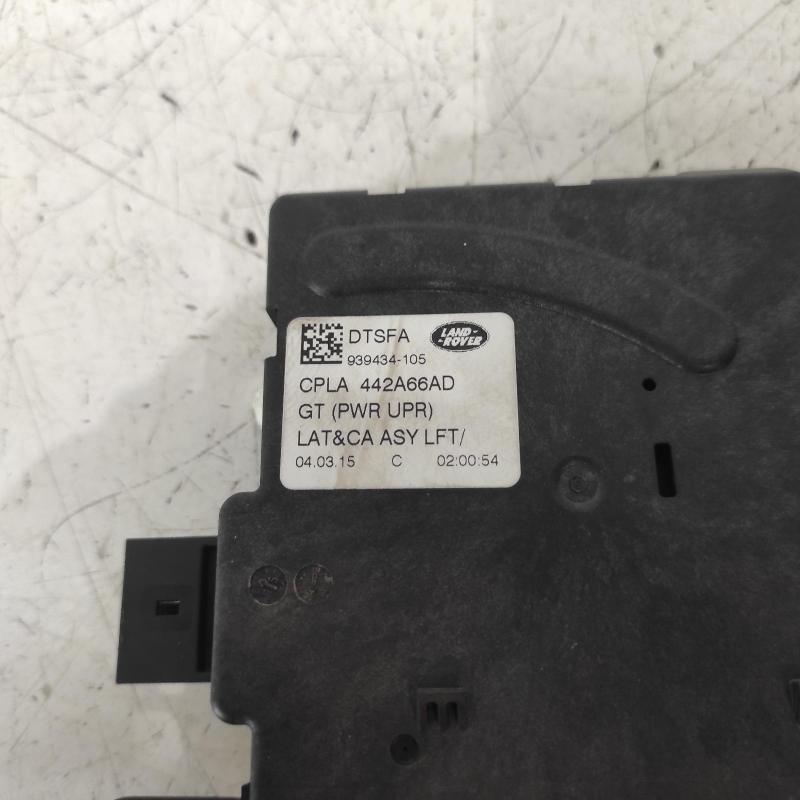 DTSFA LAND-ROVER
939434-105
CPLA 442A66AD
GT (PWR UPR)
LAT&CA ASY LFT/
04.03.15 C 02:00:54